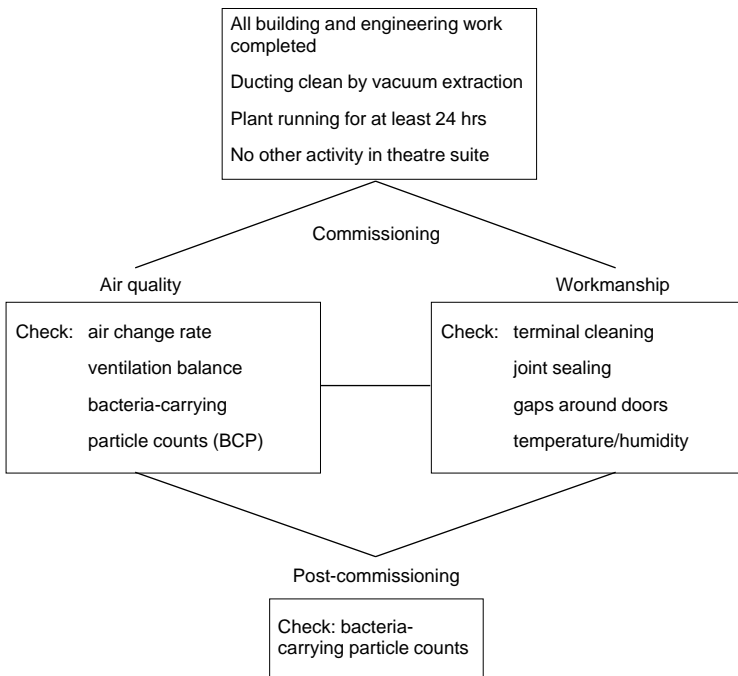 All building and engineering work
completed
Ducting clean by vacuum extraction
Plant running for at least 24 hrs
No other activity in theatre suite
Commissioning
Air quality
Check: air change rate
ventilation balance
bacteria-carrying
particle counts (BCP)
Workmanship
Check: terminal cleaning
joint sealing
gaps around doors
temperature/humidity
Post-commissioning
Check: bacteria-
carrying particle counts